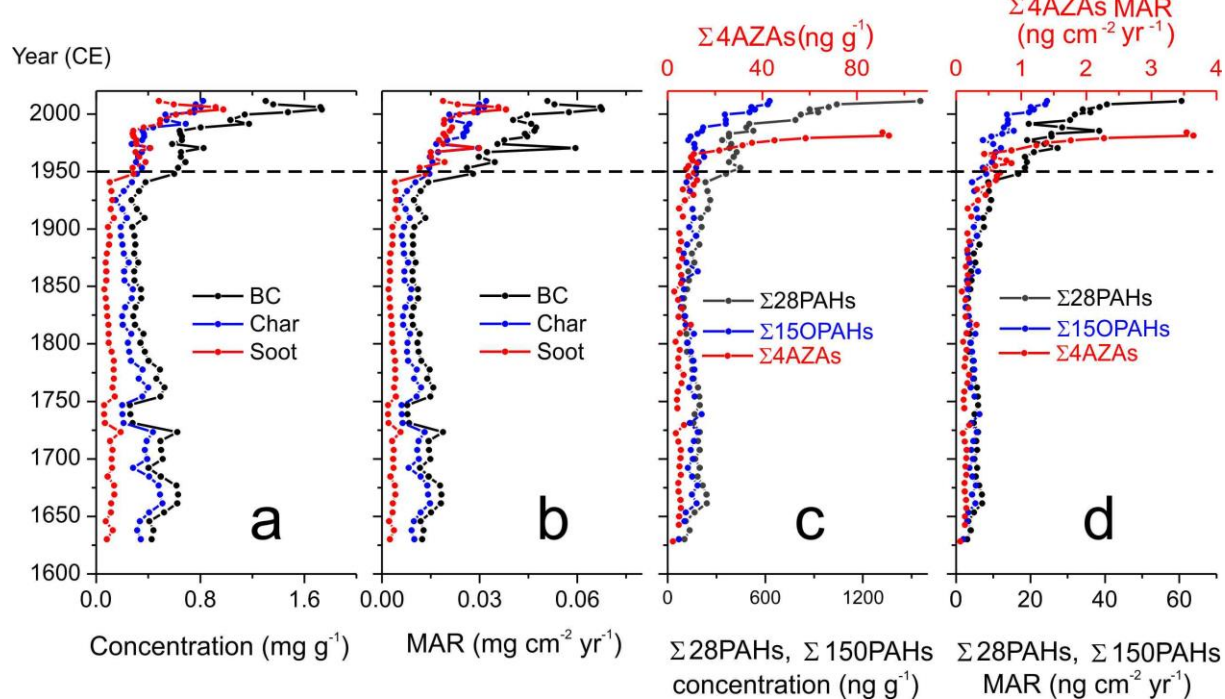 Σ4AZAs MAR
Σ4AZAs(ng g⁻¹)
(ng cm⁻² yr⁻¹)
Year (CE)
0 40 80
0 1 2 3 4
2000
1950
1900
1850
1800
1750
1700
1650
1600
BC
Char
Soot
BC
Char
Soot
Σ28PAHs
Σ15OPAHs
Σ4AZAs
Σ28PAHs
Σ15OPAHs
Σ4AZAs
a b c d
0.0 0.8 1.6
0.00 0.03 0.06
0 600 1200
0 20 40 60
Concentration (mg g⁻¹)
MAR (mg cm⁻² yr⁻¹)
Σ28PAHs, Σ150PAHs
concentration (ng g⁻¹)
Σ28PAHs, Σ150PAHs
MAR (ng cm⁻² yr⁻¹)